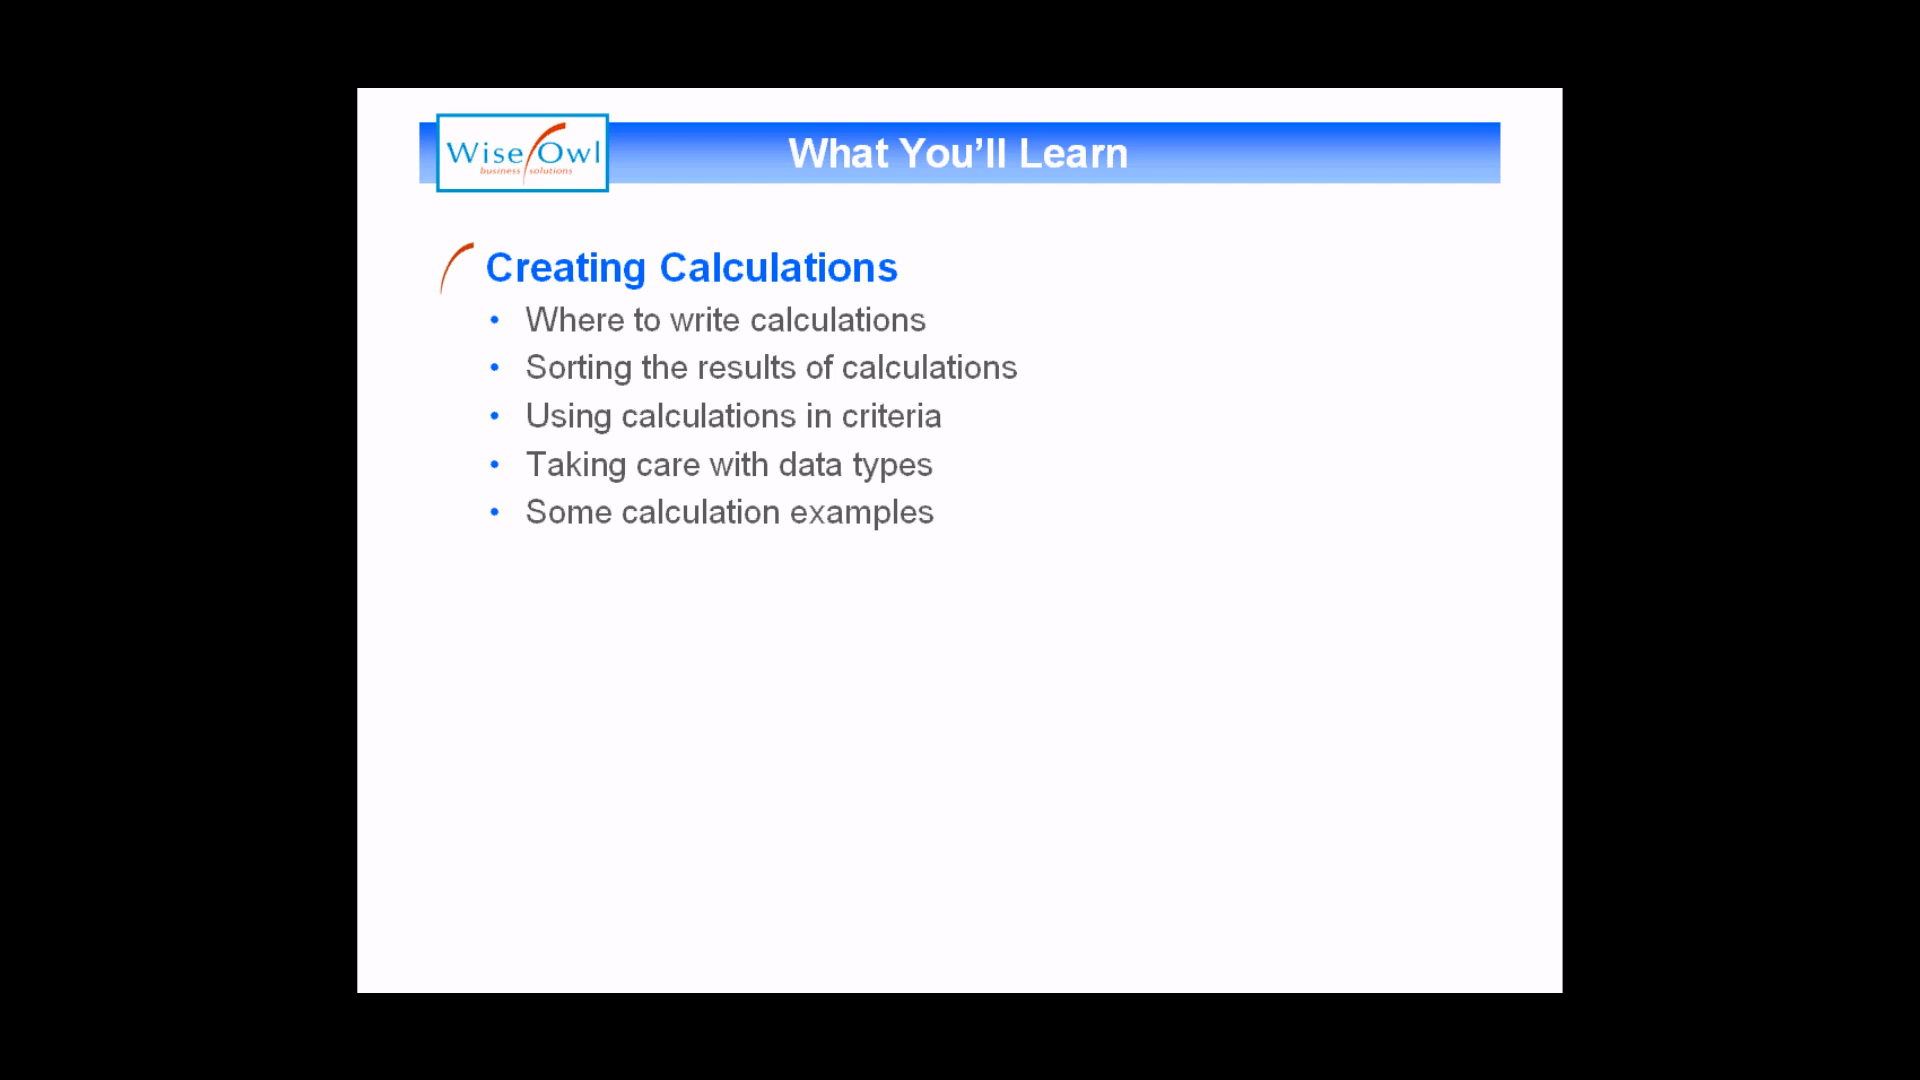 Wise Owl
business solutions
What You’ll Learn
Creating Calculations
• Where to write calculations
• Sorting the results of calculations
• Using calculations in criteria
• Taking care with data types
• Some calculation examples